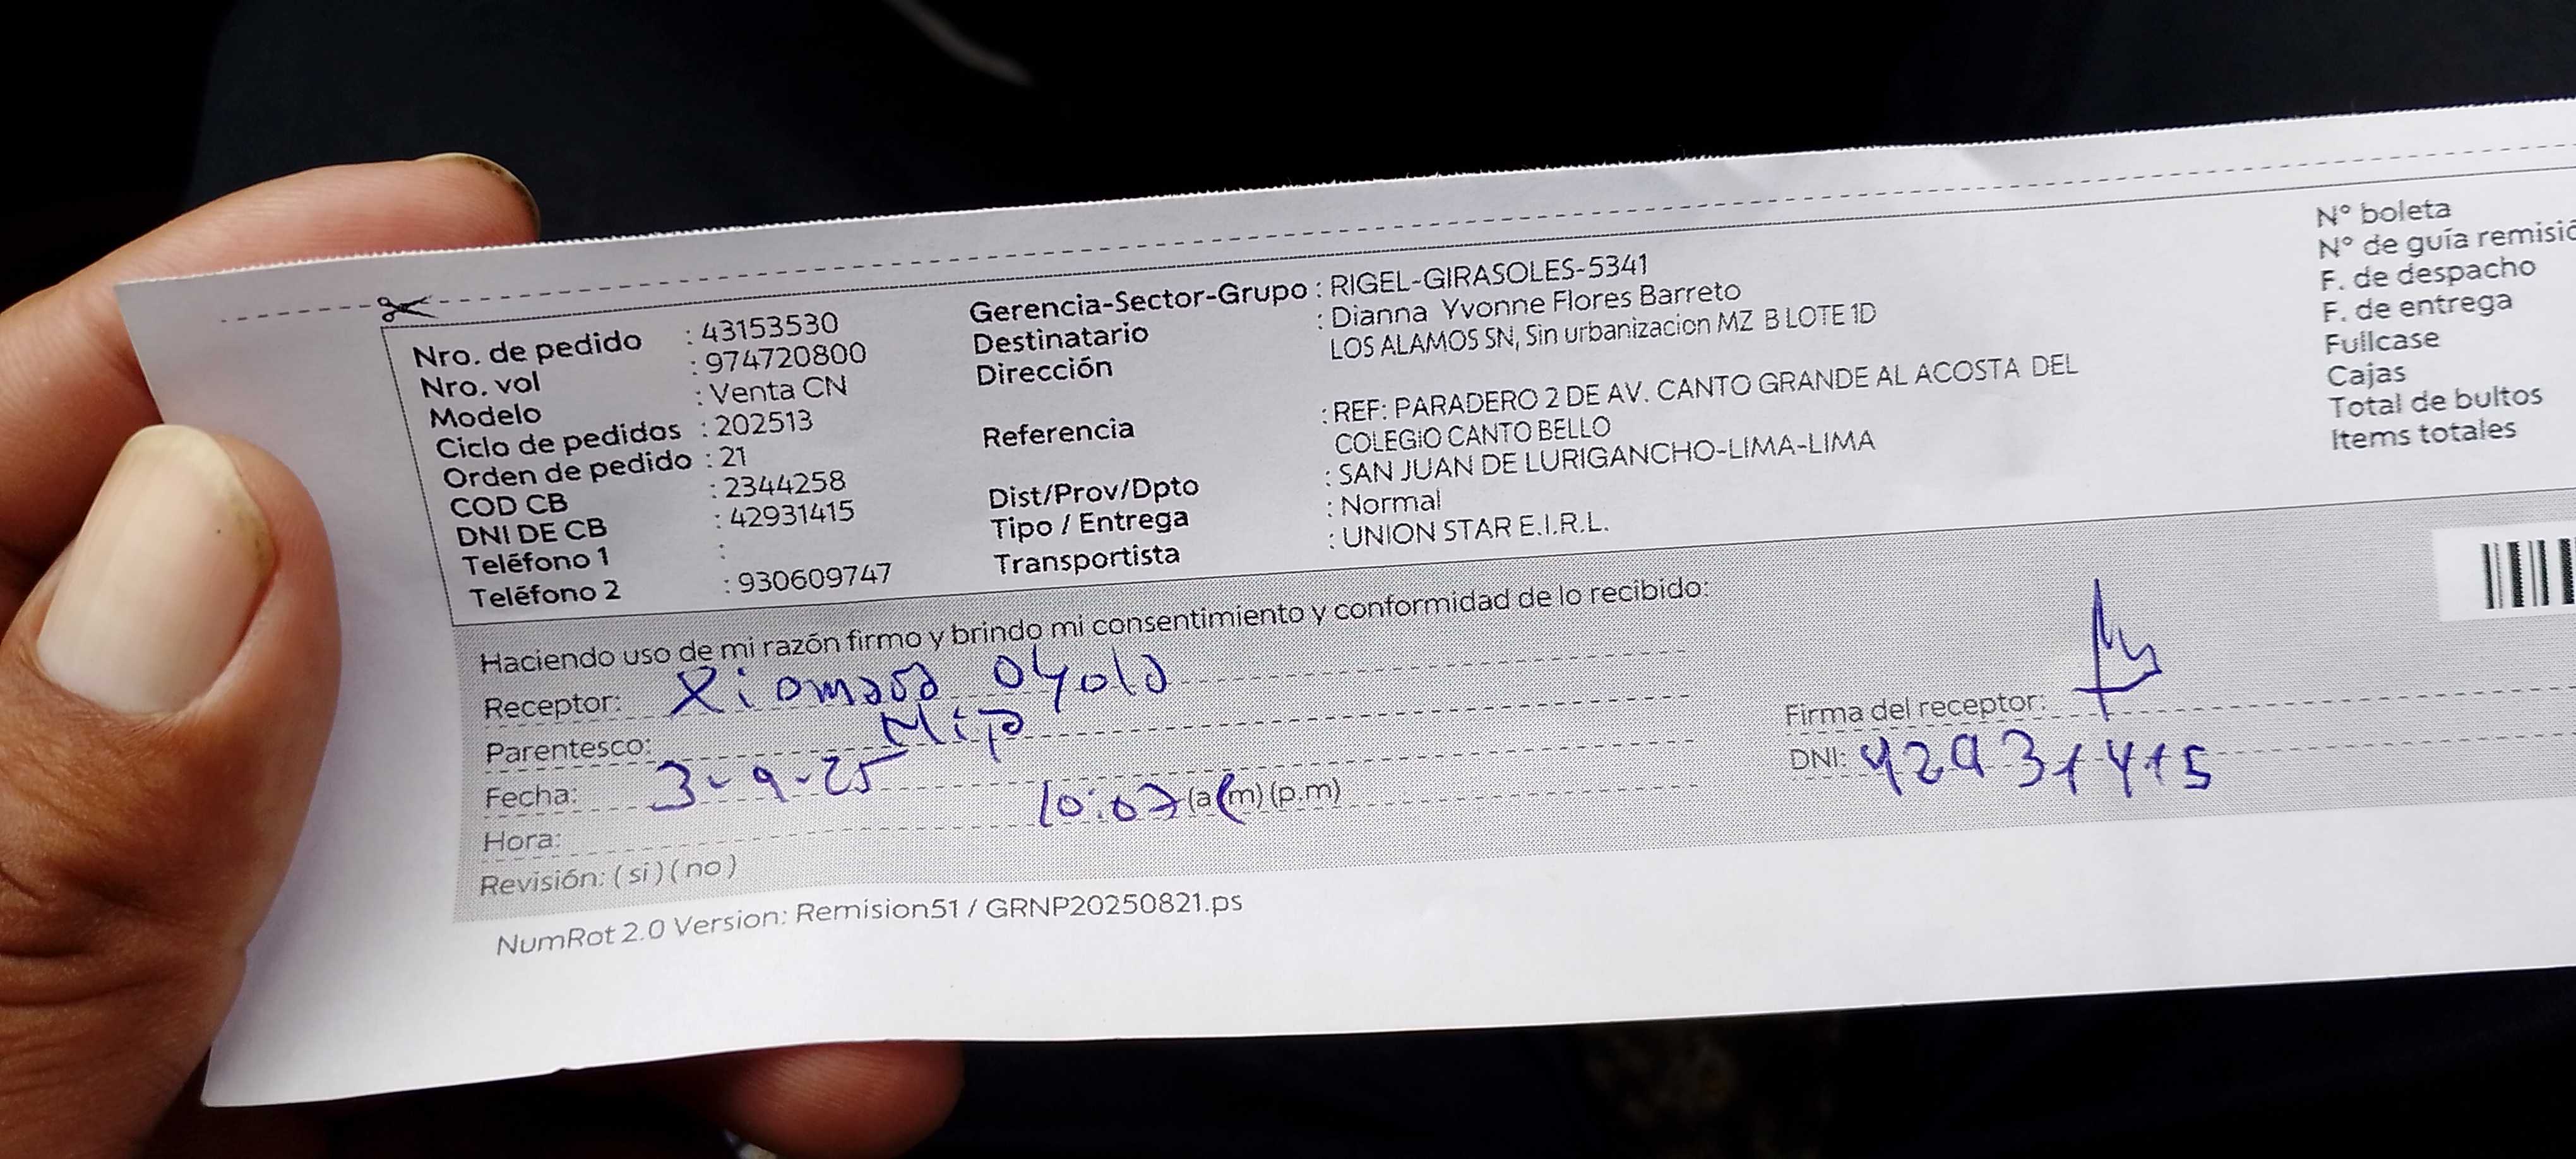 Nro. de pedido : 43153530
Nro. vol : 974720800
Modelo : Venta CN
Ciclo de pedidos : 202513
Orden de pedido : 21
COD CB : 2344258
DNI DE CB : 42931415
Teléfono 1 :
Teléfono 2 : 930609747
Gerencia-Sector-Grupo : RIGEL-GIRASOLES-5341
Destinatario : Dianna Yvonne Flores Barreto
Dirección LOS ALAMOS SN, Sin urbanizacion MZ B LOTE 1D
Referencia : REF: PARADERO 2 DE AV. CANTO GRANDE AL ACOSTA DEL
COLEGIO CANTO BELLO
Dist/Prov/Dpto : SAN JUAN DE LURIGANCHO-LIMA-LIMA
Tipo / Entrega : Normal
Transportista : UNION STAR E.I.R.L.
N° boleta
N° de guía remisió
F. de despacho
F. de entrega
Fullcase
Cajas
Total de bultos
Items totales
Haciendo uso de mi razón firmo y brindo mi consentimiento y conformidad de lo recibido:
Receptor: Xiomara Oyola
Parentesco:
Fecha: 3-9-25
Hora: 10:07 (a.m) (p.m)
Revisión: ( si ) ( no )
Firma del receptor:
DNI: 42931415
NumRot 2.0 Version: Remision51 / GRNP20250821.ps